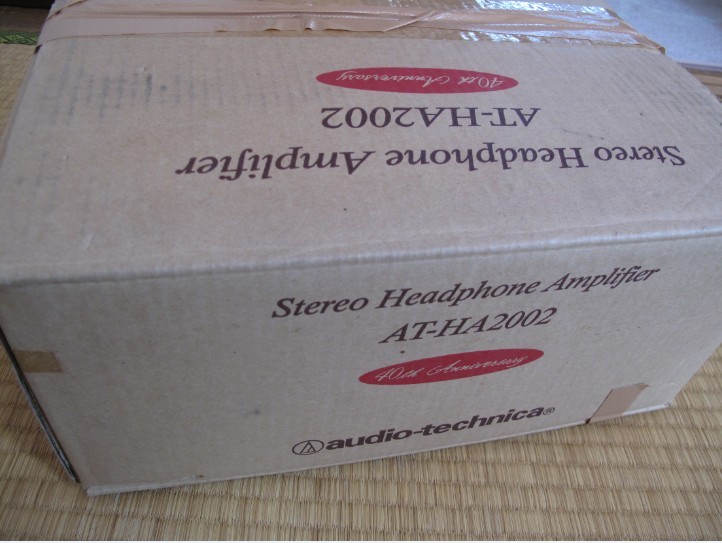 40th Anniversary
AT-HA2002
Stereo Headphone Amplifier
Stereo Headphone Amplifier
AT-HA2002
40th Anniversary
audio-technica®